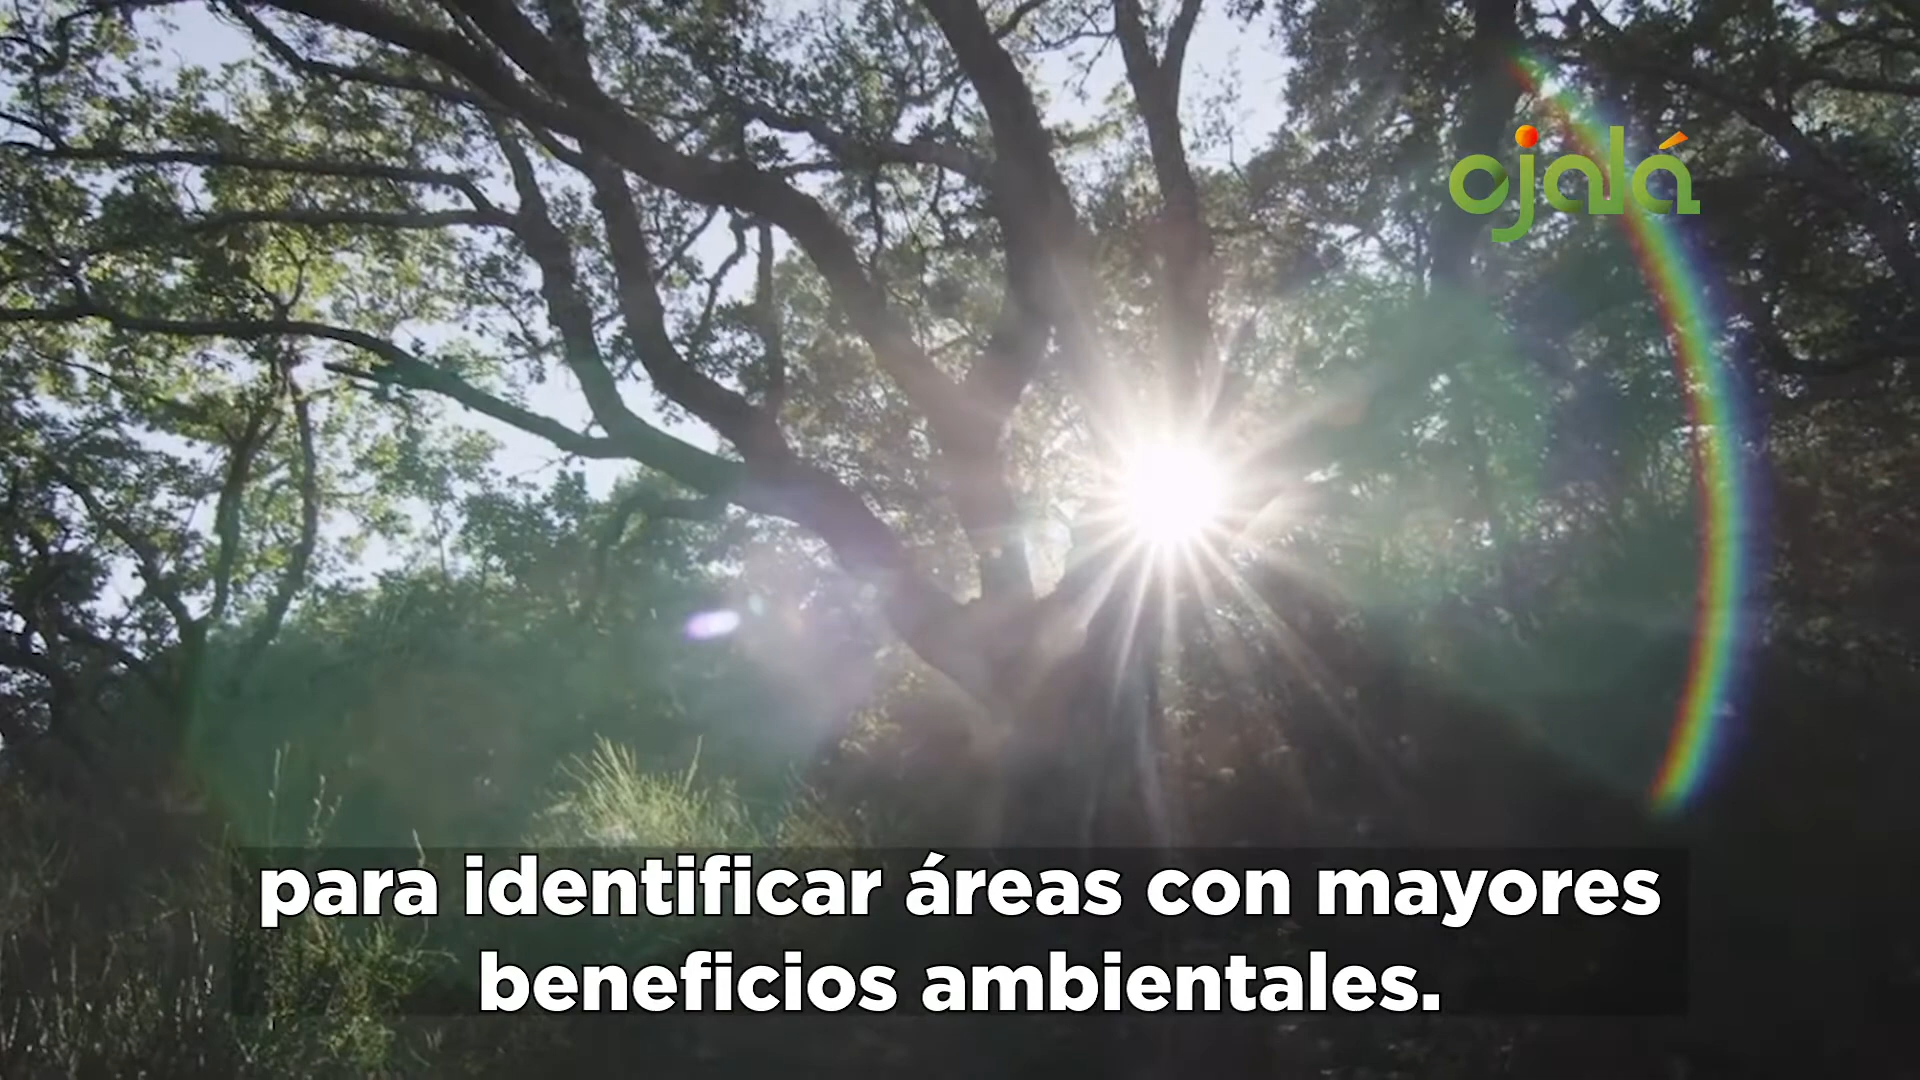 ojalá
para identificar áreas con mayores
beneficios ambientales.